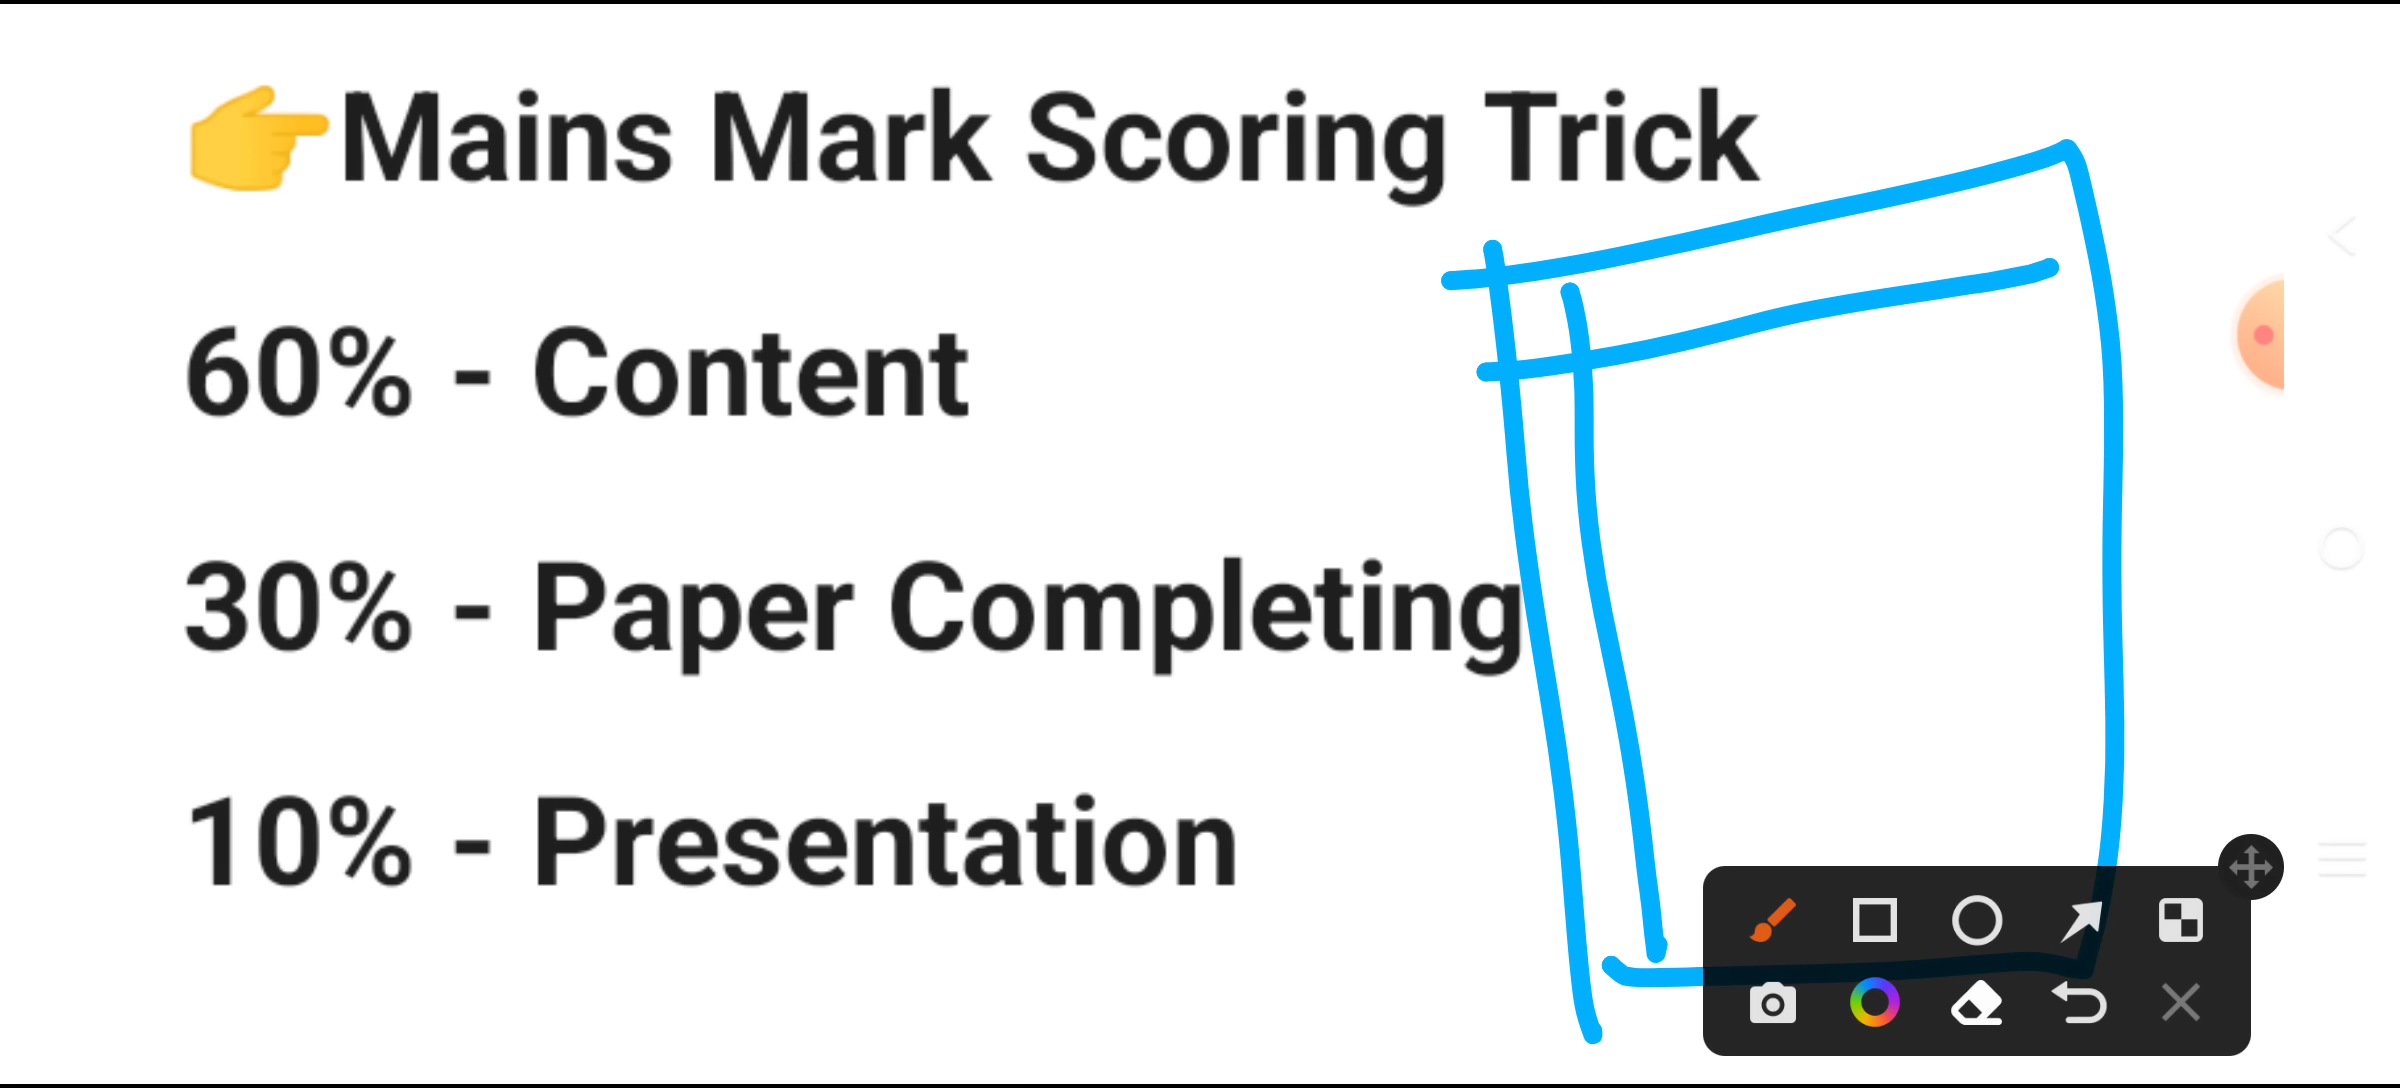 👉Mains Mark Scoring Trick
60% - Content
30% - Paper Completing
10% - Presentation